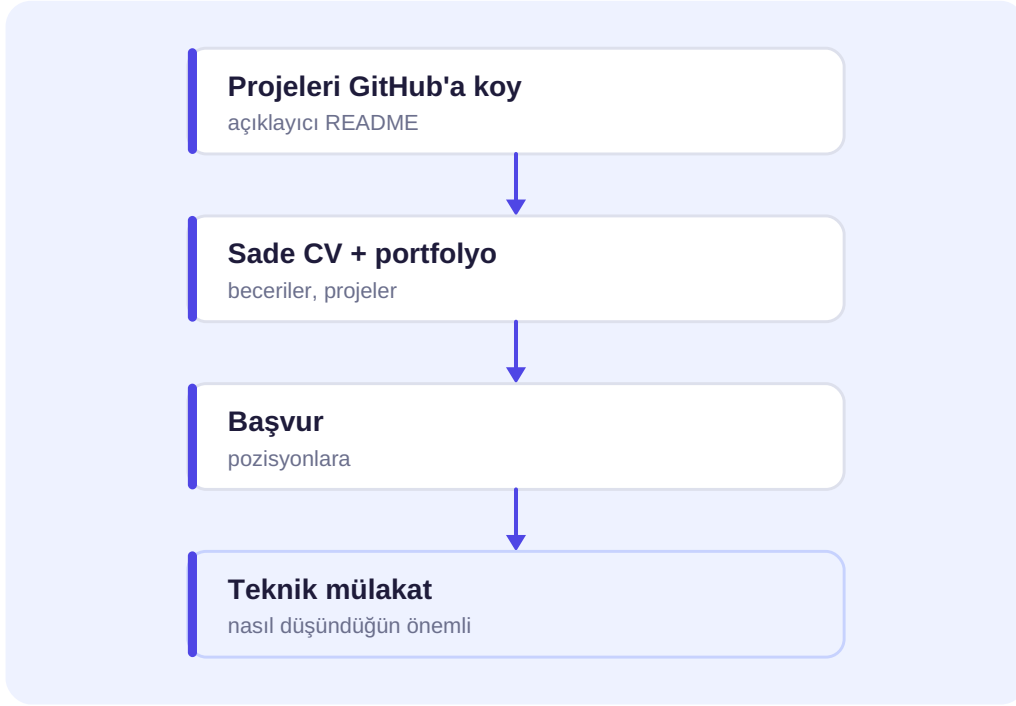 Projeleri GitHub'a koy
açıklayıcı README
Sade CV + portfolyo
beceriler, projeler
Başvur
pozisyonlara
Teknik mülakat
nasıl düşündüğün önemli